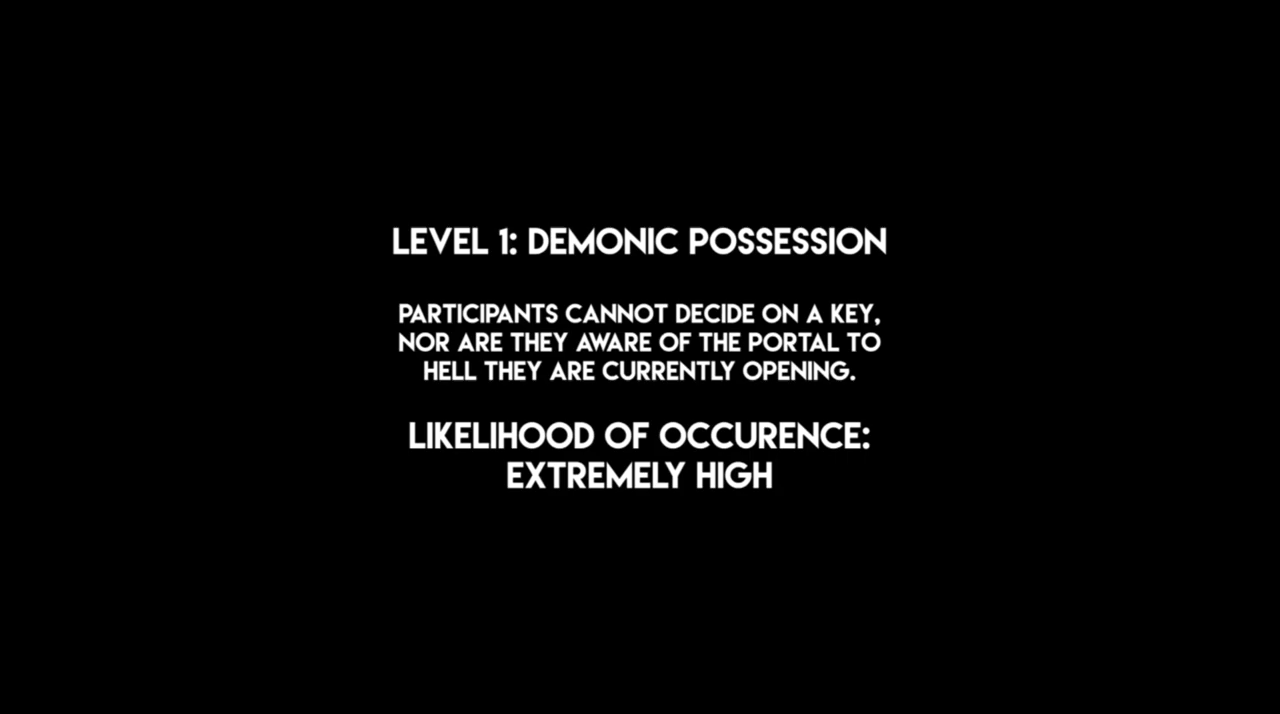 LEVEL 1: DEMONIC POSSESSION
PARTICIPANTS CANNOT DECIDE ON A KEY,
NOR ARE THEY AWARE OF THE PORTAL TO
HELL THEY ARE CURRENTLY OPENING.
LIKELIHOOD OF OCCURENCE:
EXTREMELY HIGH